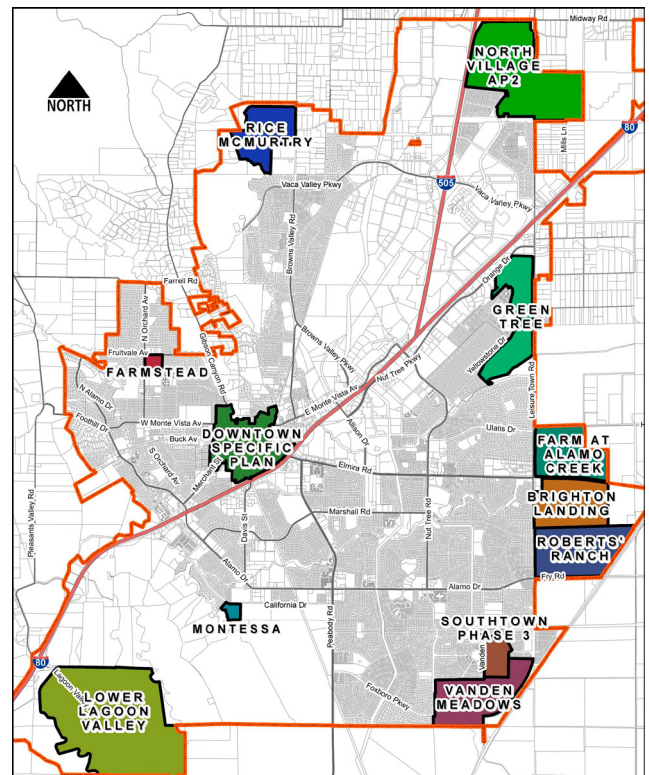 Midway Rd
NORTH
VILLAGE
AP2
NORTH
RICE
MCMURTRY
80
Mills Ln
505
Vaca Valley Pkwy
Vaca Valley Pkwy
Browns Valley Rd
Orange Dr
Farrell Rd
N Orchard Av
GREEN
TREE
Gibson Canyon Rd
Browns Valley Pkwy
Fruitvale Av
FARMSTEAD
Nut Tree Pkwy
Yellowstone Dr
Leisure Town Rd
N Alamo Dr
E Monte Vista Av
Foothill Dr
W Monte Vista Av
Allison Dr
Ulatis Dr
Buck Av
DOWNTOWN
SPECIFIC
PLAN
FARM AT
ALAMO
CREEK
S Orchard Av
Merchant St
Elmira Rd
BRIGHTON
LANDING
Pleasants Valley Rd
Davis St
Marshall Rd
Nut Tree Rd
ROBERTS'
RANCH
Alamo Dr
Alamo Dr
Fry Rd
California Dr
MONTESSA
Peabody Rd
SOUTHTOWN
PHASE 3
Vanden
80
Lagoon Valley
LOWER
LAGOON
VALLEY
Foxboro Pkwy
VANDEN
MEADOWS